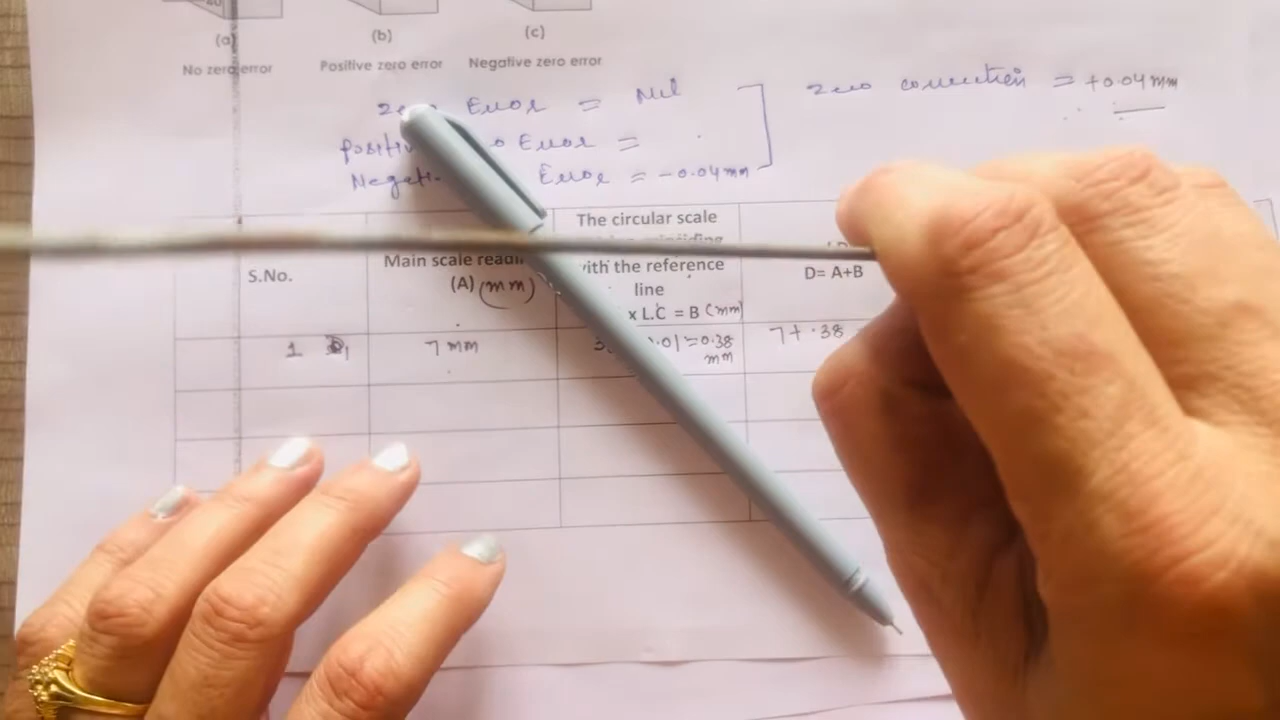 (a) (b) (c)
No zero error Positive zero error Negative zero error
Error = Nil
zero correction = +0.04mm
Error =
Error = -0.04mm
S.No.
Main scale
(A) (mm)
The circular scale
with the reference
line
x L.C = B (mm)
D= A+B
1
7 mm
=0.38
mm
7+.38